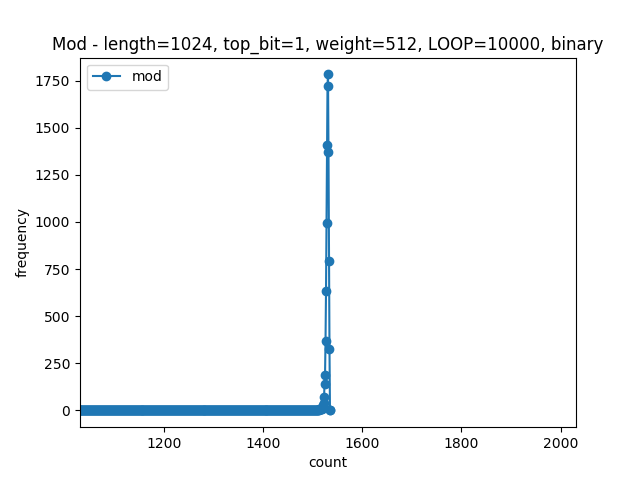 Mod - length=1024, top_bit=1, weight=512, LOOP=10000, binary
mod
1750
1500
1250
1000
750
500
250
0
frequency
1200 1400 1600 1800 2000
count